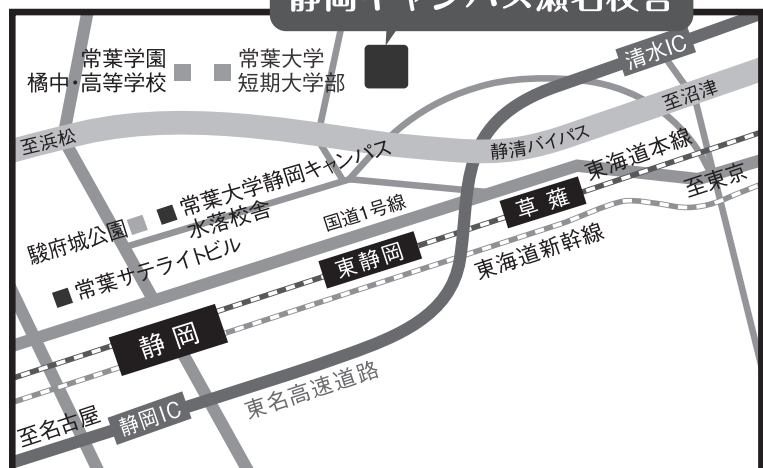 静岡キャンパス瀬名校舎
常葉学園
橘中・高等学校
常葉大学
短期大学部
清水IC
至沼津
至浜松
静清バイパス
東海道本線
至東京
常葉大学静岡キャンパス
水落校舎
駿府城公園
国道1号線
草薙
常葉サテライトビル
東静岡
東海道新幹線
静岡
東名高速道路
至名古屋
静岡IC